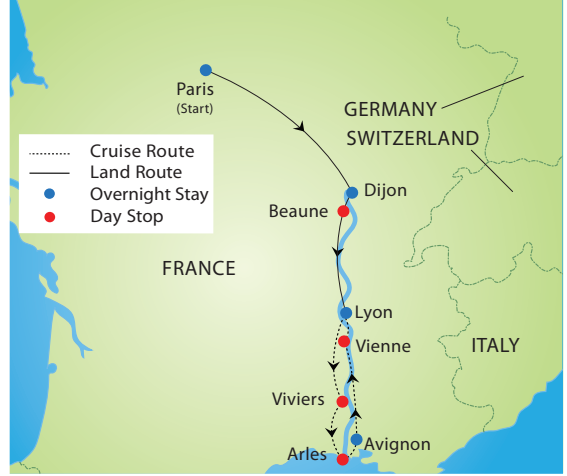 Paris
(Start)
GERMANY
SWITZERLAND
Cruise Route
Land Route
Overnight Stay
Day Stop
Dijon
Beaune
FRANCE
Lyon
Vienne
ITALY
Viviers
Avignon
Arles